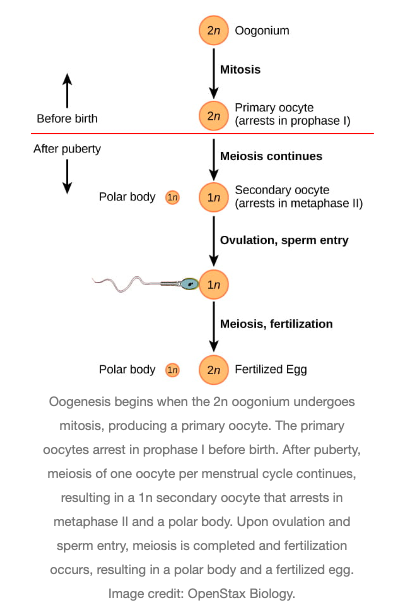 2n Oogonium
Mitosis
2n Primary oocyte
(arrests in prophase I)
Before birth
After puberty
Meiosis continues
Polar body 1n 1n Secondary oocyte
(arrests in metaphase II)
Ovulation, sperm entry
1n
Meiosis, fertilization
Polar body 1n 2n Fertilized Egg
Oogenesis begins when the 2n oogonium undergoes
mitosis, producing a primary oocyte. The primary
oocytes arrest in prophase I before birth. After puberty,
meiosis of one oocyte per menstrual cycle continues,
resulting in a 1n secondary oocyte that arrests in
metaphase II and a polar body. Upon ovulation and
sperm entry, meiosis is completed and fertilization
occurs, resulting in a polar body and a fertilized egg.
Image credit: OpenStax Biology.